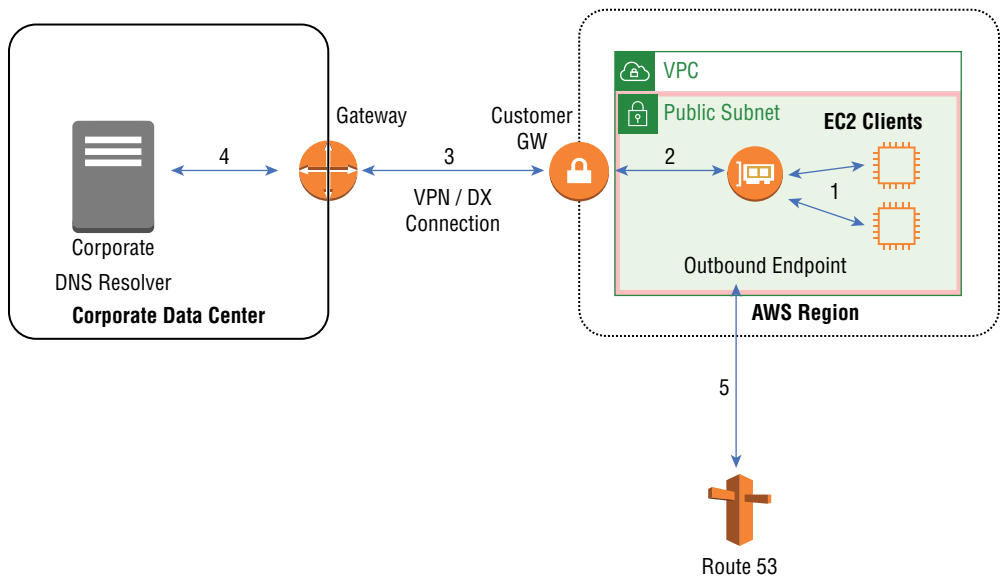 VPC
Public Subnet
EC2 Clients
Gateway
Customer
GW
4
3
2
1
VPN / DX
Connection
Corporate
DNS Resolver
Corporate Data Center
Outbound Endpoint
AWS Region
5
Route 53